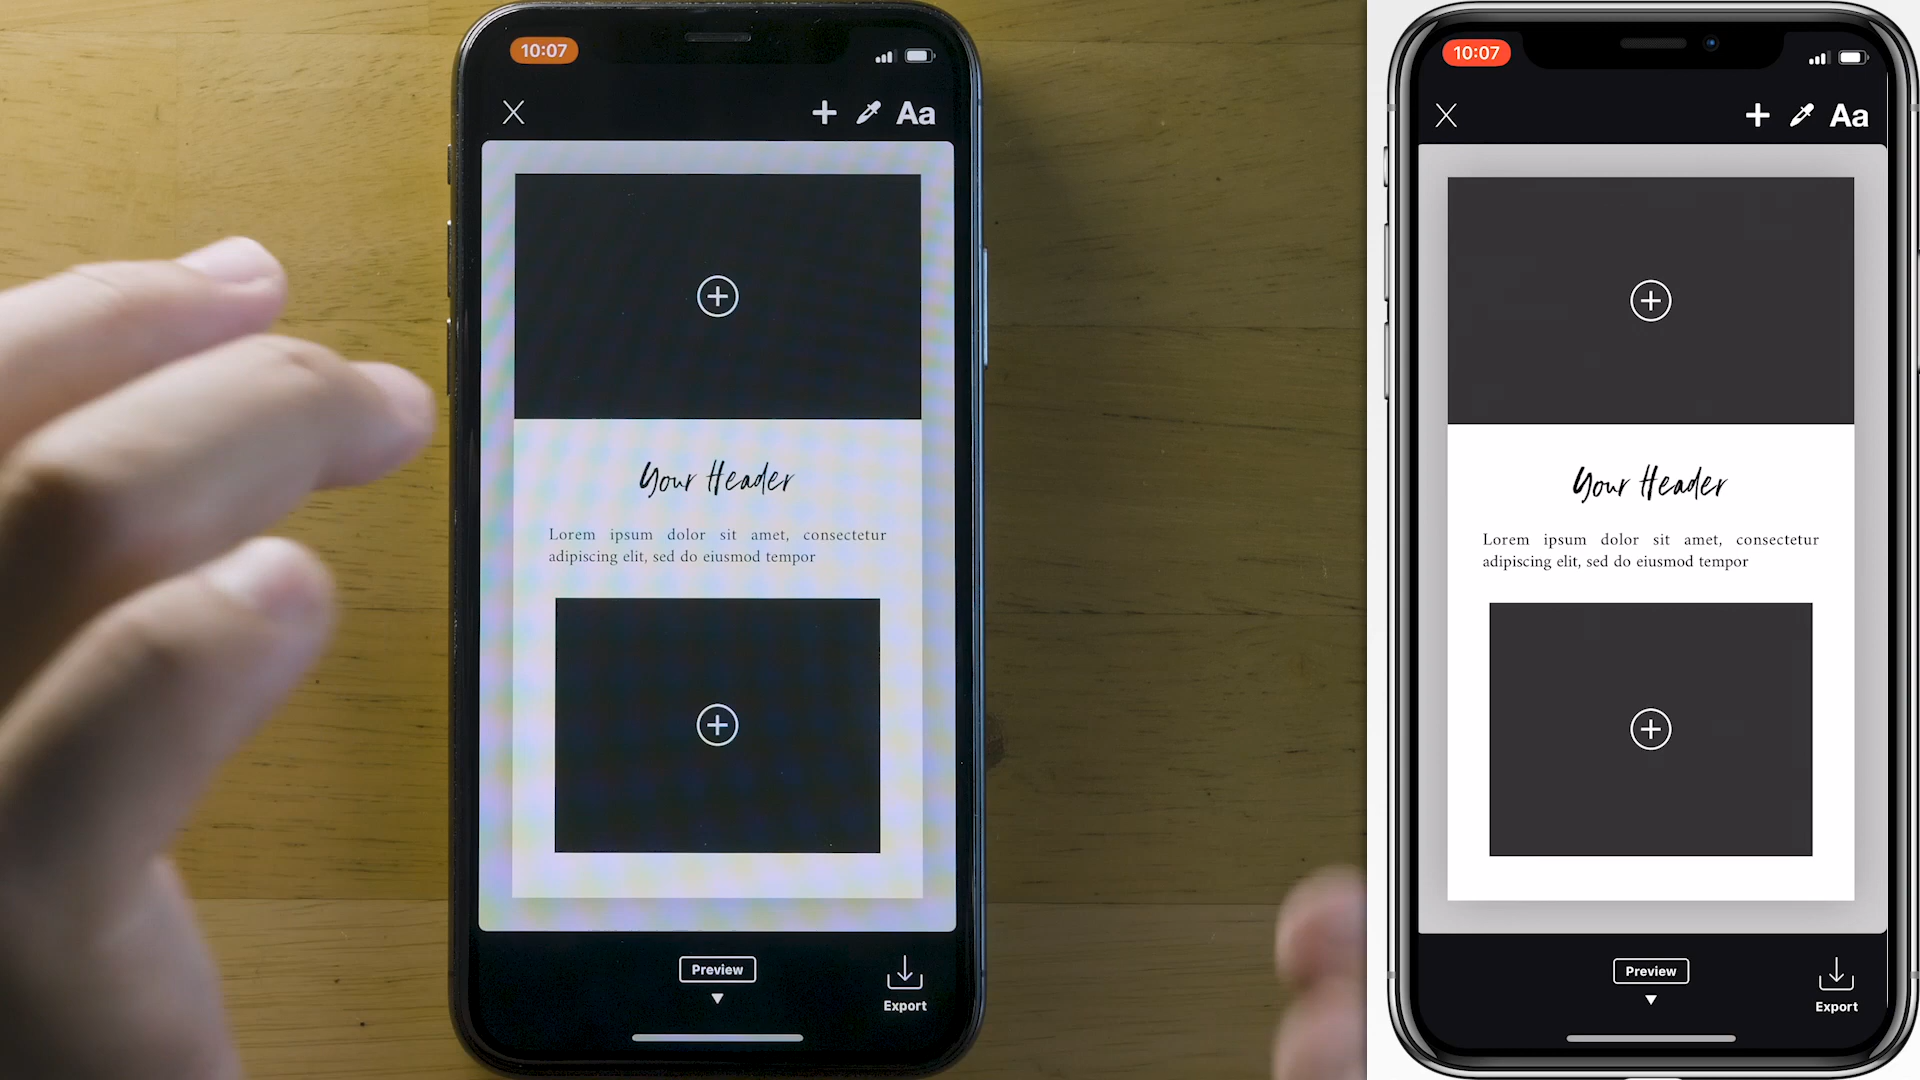 10:07
Aa
Your Header
Lorem ipsum dolor sit amet, consectetur
adipiscing elit, sed do eiusmod tempor
Preview
Export
10:07
Aa
Your Header
Lorem ipsum dolor sit amet, consectetur
adipiscing elit, sed do eiusmod tempor
Preview
Export